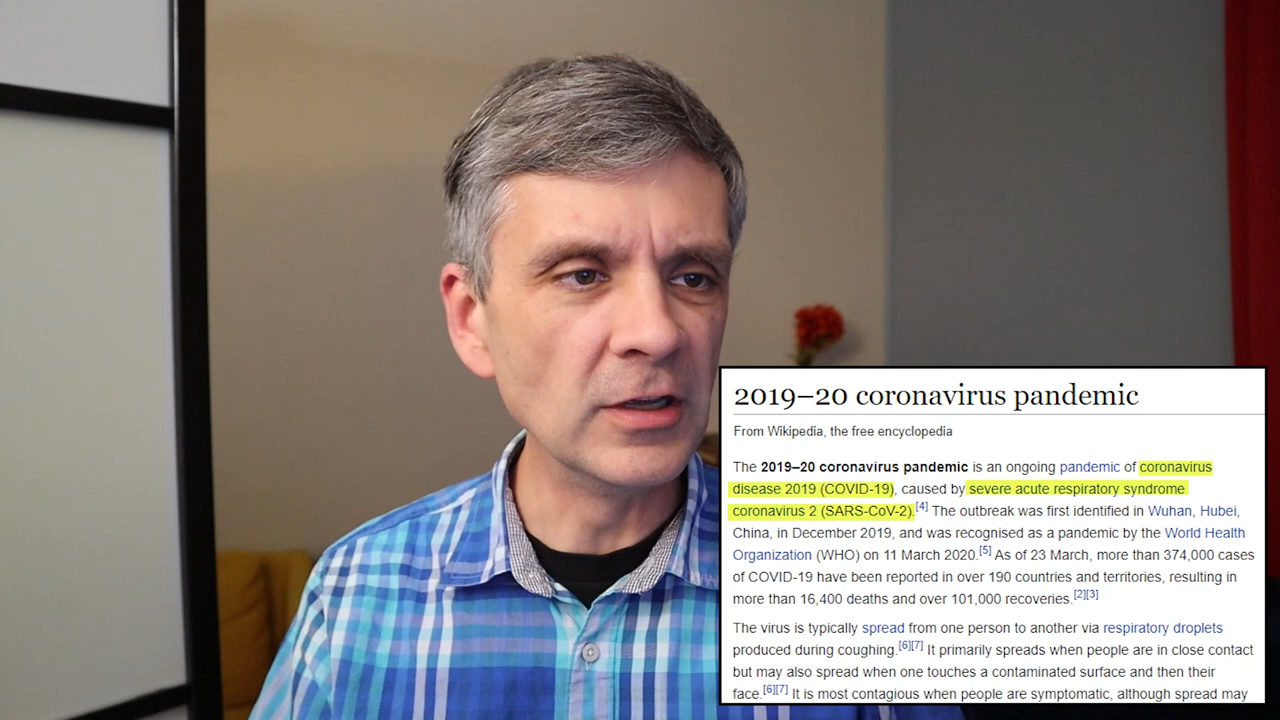 2019–20 coronavirus pandemic
From Wikipedia, the free encyclopedia
The 2019–20 coronavirus pandemic is an ongoing pandemic of coronavirus
disease 2019 (COVID-19), caused by severe acute respiratory syndrome
coronavirus 2 (SARS-CoV-2).[4] The outbreak was first identified in Wuhan, Hubei,
China, in December 2019, and was recognised as a pandemic by the World Health
Organization (WHO) on 11 March 2020.[5] As of 23 March, more than 374,000 cases
of COVID-19 have been reported in over 190 countries and territories, resulting in
more than 16,400 deaths and over 101,000 recoveries.[2][3]
The virus is typically spread from one person to another via respiratory droplets
produced during coughing.[6][7] It primarily spreads when people are in close contact
but may also spread when one touches a contaminated surface and then their
face.[6][7] It is most contagious when people are symptomatic, although spread may